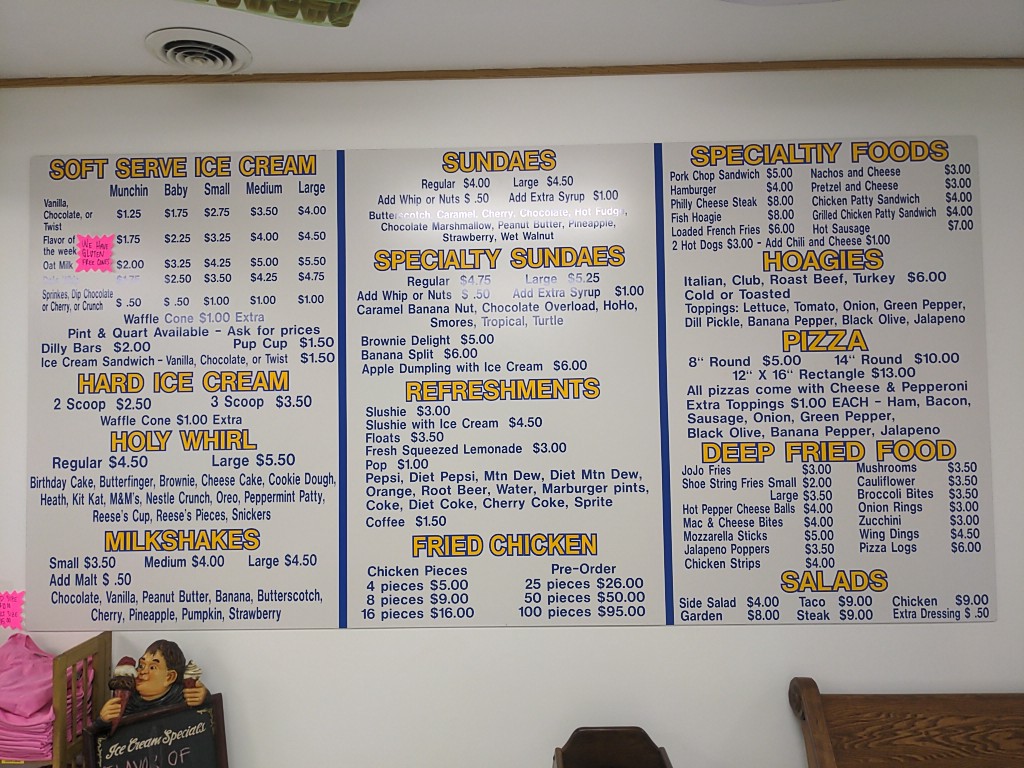 SOFT SERVE ICE CREAM
Munchin Baby Small Medium Large
Vanilla,
Chocolate, or
Twist $1.25 $1.75 $2.75 $3.50 $4.00
Flavor of
the week $1.75 $2.25 $3.25 $4.00 $4.50
WE HAVE
GLUTEN
FREE CONES
Oat Milk $2.00 $3.25 $4.25 $5.00 $5.50
$2.50 $3.50 $4.25 $4.75
Sprinkes, Dip Chocolate
or Cherry, or Crunch $ .50 $ .50 $1.00 $1.00 $1.00
Waffle Cone $1.00 Extra
Pint & Quart Available - Ask for prices
Dilly Bars $2.00 Pup Cup $1.50
Ice Cream Sandwich - Vanilla, Chocolate, or Twist $1.50
HARD ICE CREAM
2 Scoop $2.50 3 Scoop $3.50
Waffle Cone $1.00 Extra
HOLY WHIRL
Regular $4.50 Large $5.50
Birthday Cake, Butterfinger, Brownie, Cheese Cake, Cookie Dough,
Heath, Kit Kat, M&M's, Nestle Crunch, Oreo, Peppermint Patty,
Reese's Cup, Reese's Pieces, Snickers
MILKSHAKES
Small $3.50 Medium $4.00 Large $4.50
Add Malt $ .50
Chocolate, Vanilla, Peanut Butter, Banana, Butterscotch,
Cherry, Pineapple, Pumpkin, Strawberry
SUNDAES
Regular $4.00 Large $4.50
Add Whip or Nuts $ .50 Add Extra Syrup $1.00
Butterscotch, Caramel, Cherry, Chocolate, Hot Fudge,
Chocolate Marshmallow, Peanut Butter, Pineapple,
Strawberry, Wet Walnut
SPECIALTY SUNDAES
Regular $4.75 Large $5.25
Add Whip or Nuts $ .50 Add Extra Syrup $1.00
Caramel Banana Nut, Chocolate Overload, HoHo,
Smores, Tropical, Turtle
Brownie Delight $5.00
Banana Split $6.00
Apple Dumpling with Ice Cream $6.00
REFRESHMENTS
Slushie $3.00
Slushie with Ice Cream $4.50
Floats $3.50
Fresh Squeezed Lemonade $3.00
Pop $1.00
Pepsi, Diet Pepsi, Mtn Dew, Diet Mtn Dew,
Orange, Root Beer, Water, Marburger pints,
Coke, Diet Coke, Cherry Coke, Sprite
Coffee $1.50
FRIED CHICKEN
Chicken Pieces Pre-Order
4 pieces $5.00 25 pieces $26.00
8 pieces $9.00 50 pieces $50.00
16 pieces $16.00 100 pieces $95.00
SPECIALTIY FOODS
Pork Chop Sandwich $5.00 Nachos and Cheese $3.00
Hamburger $4.00 Pretzel and Cheese $3.00
Philly Cheese Steak $8.00 Chicken Patty Sandwich $4.00
Fish Hoagie $8.00 Grilled Chicken Patty Sandwich $4.00
Loaded French Fries $6.00 Hot Sausage $7.00
2 Hot Dogs $3.00 - Add Chili and Cheese $1.00
HOAGIES
Italian, Club, Roast Beef, Turkey $6.00
Cold or Toasted
Toppings: Lettuce, Tomato, Onion, Green Pepper,
Dill Pickle, Banana Pepper, Black Olive, Jalapeno
PIZZA
8" Round $5.00 14" Round $10.00
12" X 16" Rectangle $13.00
All pizzas come with Cheese & Pepperoni
Extra Toppings $1.00 EACH - Ham, Bacon,
Sausage, Onion, Green Pepper,
Black Olive, Banana Pepper, Jalapeno
DEEP FRIED FOOD
JoJo Fries $3.00 Mushrooms $3.50
Shoe String Fries Small $2.00 Cauliflower $3.50
Large $3.50 Broccoli Bites $3.50
Hot Pepper Cheese Balls $4.00 Onion Rings $3.00
Mac & Cheese Bites $4.00 Zucchini $3.00
Mozzarella Sticks $5.00 Wing Dings $4.50
Jalapeno Poppers $3.50 Pizza Logs $6.00
Chicken Strips $4.00
SALADS
Side Salad $4.00 Taco $9.00 Chicken $9.00
Garden $8.00 Steak $9.00 Extra Dressing $ .50
Ice Cream Specials
FLAVOR OF